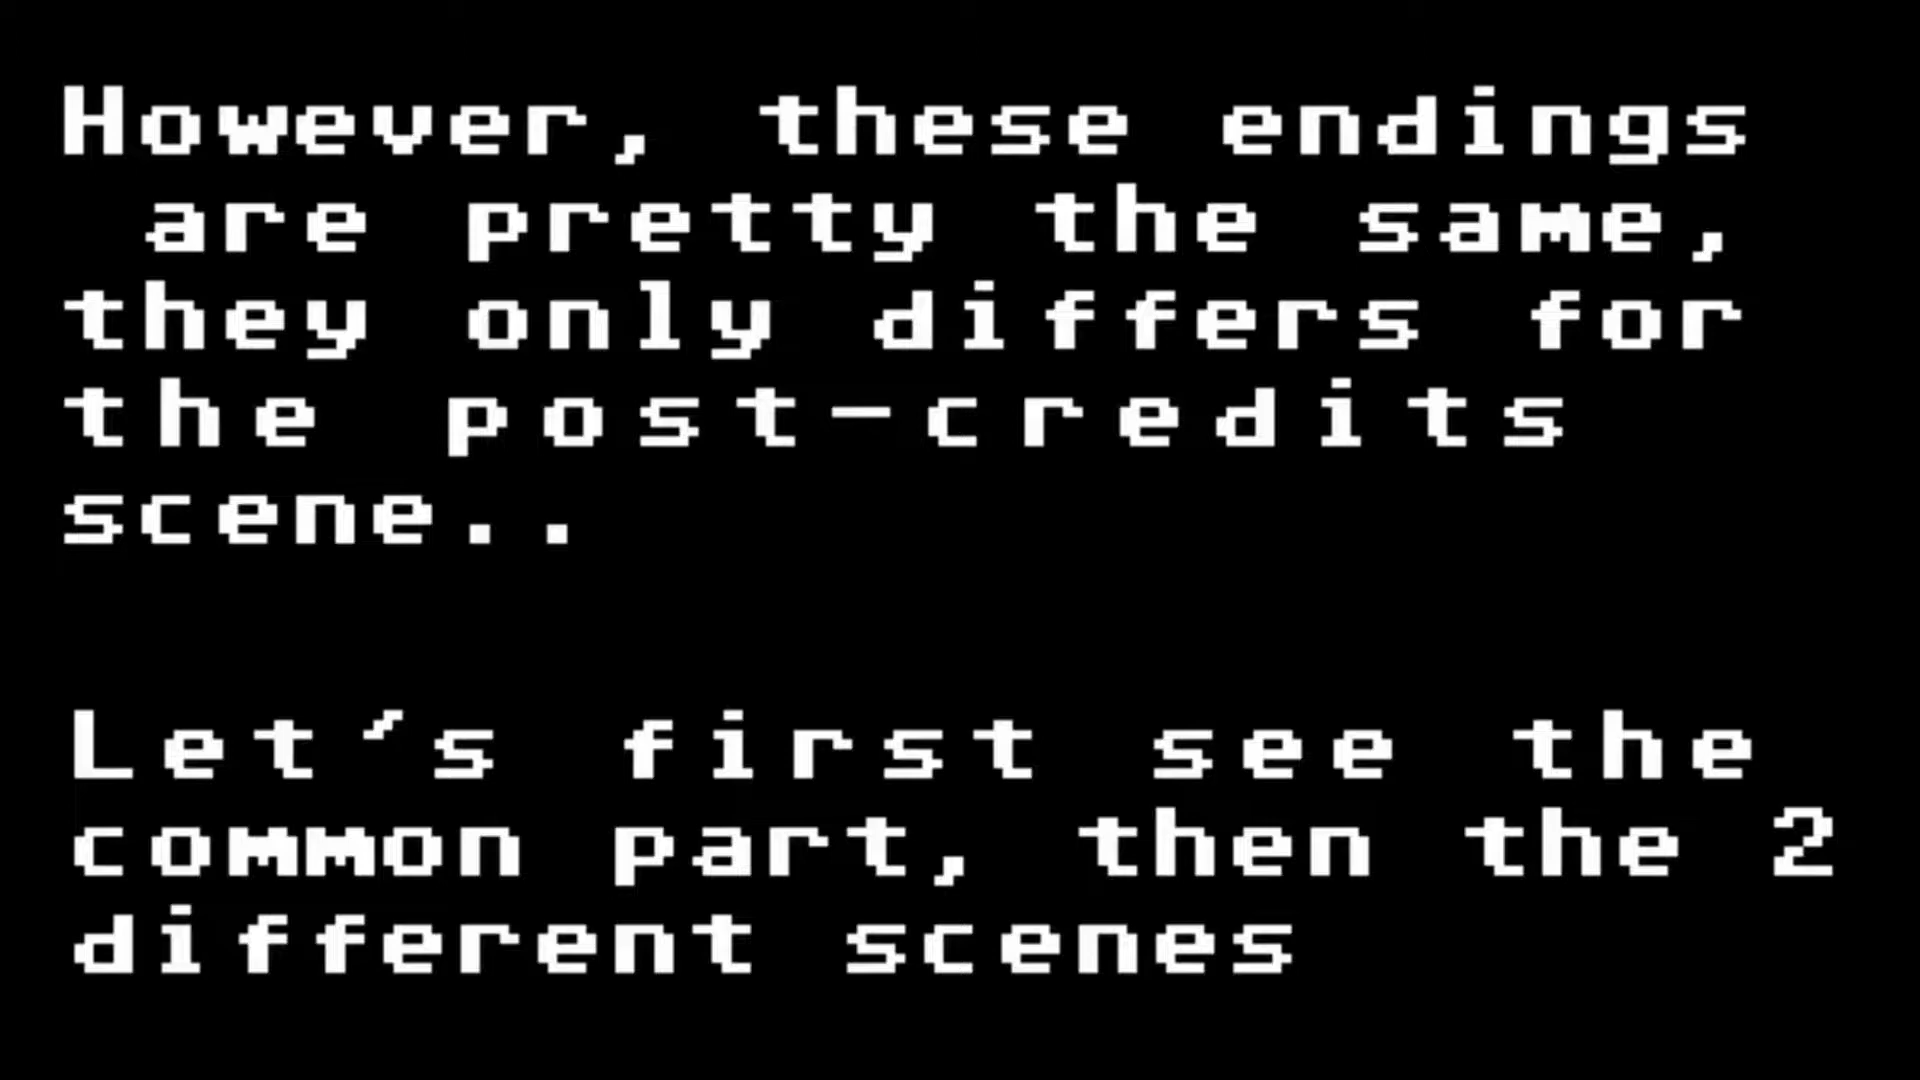 However, these endings
are pretty the same,
they only differs for
the post-credits
scene..
Let's first see the
common part, then the 2
different scenes